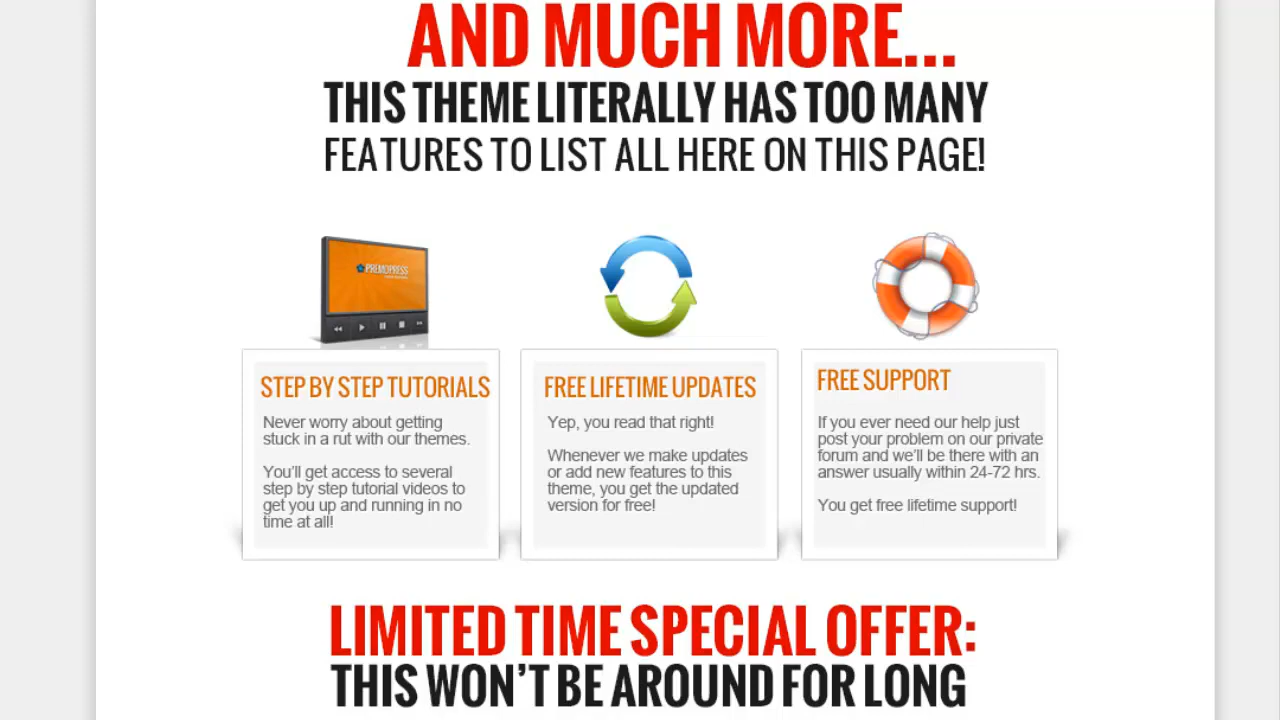 AND MUCH MORE...
THIS THEME LITERALLY HAS TOO MANY
FEATURES TO LIST ALL HERE ON THIS PAGE!
PREMOPRESS
STEP BY STEP TUTORIALS
Never worry about getting
stuck in a rut with our themes.
You'll get access to several
step by step tutorial videos to
get you up and running in no
time at all!
FREE LIFETIME UPDATES
Yep, you read that right!
Whenever we make updates
or add new features to this
theme, you get the updated
version for free!
FREE SUPPORT
If you ever need our help just
post your problem on our private
forum and we'll be there with an
answer usually within 24-72 hrs.
You get free lifetime support!
LIMITED TIME SPECIAL OFFER:
THIS WON'T BE AROUND FOR LONG